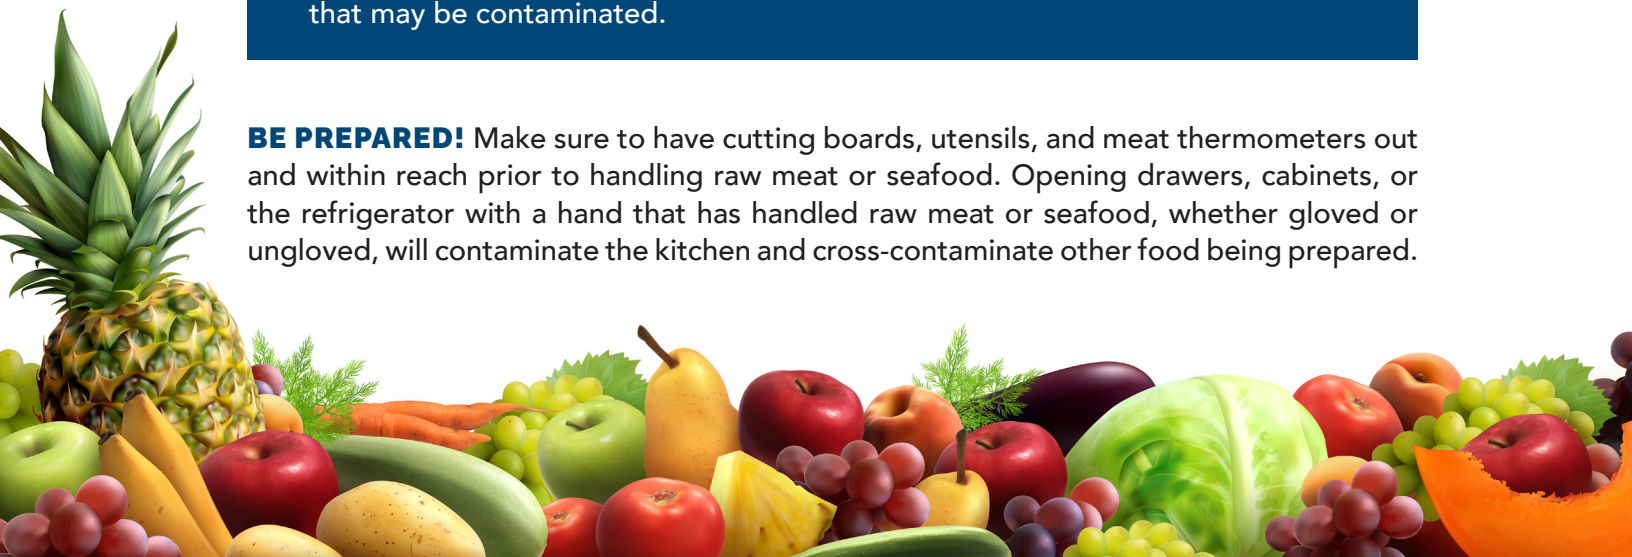 that may be contaminated.
BE PREPARED! Make sure to have cutting boards, utensils, and meat thermometers out
and within reach prior to handling raw meat or seafood. Opening drawers, cabinets, or
the refrigerator with a hand that has handled raw meat or seafood, whether gloved or
ungloved, will contaminate the kitchen and cross-contaminate other food being prepared.